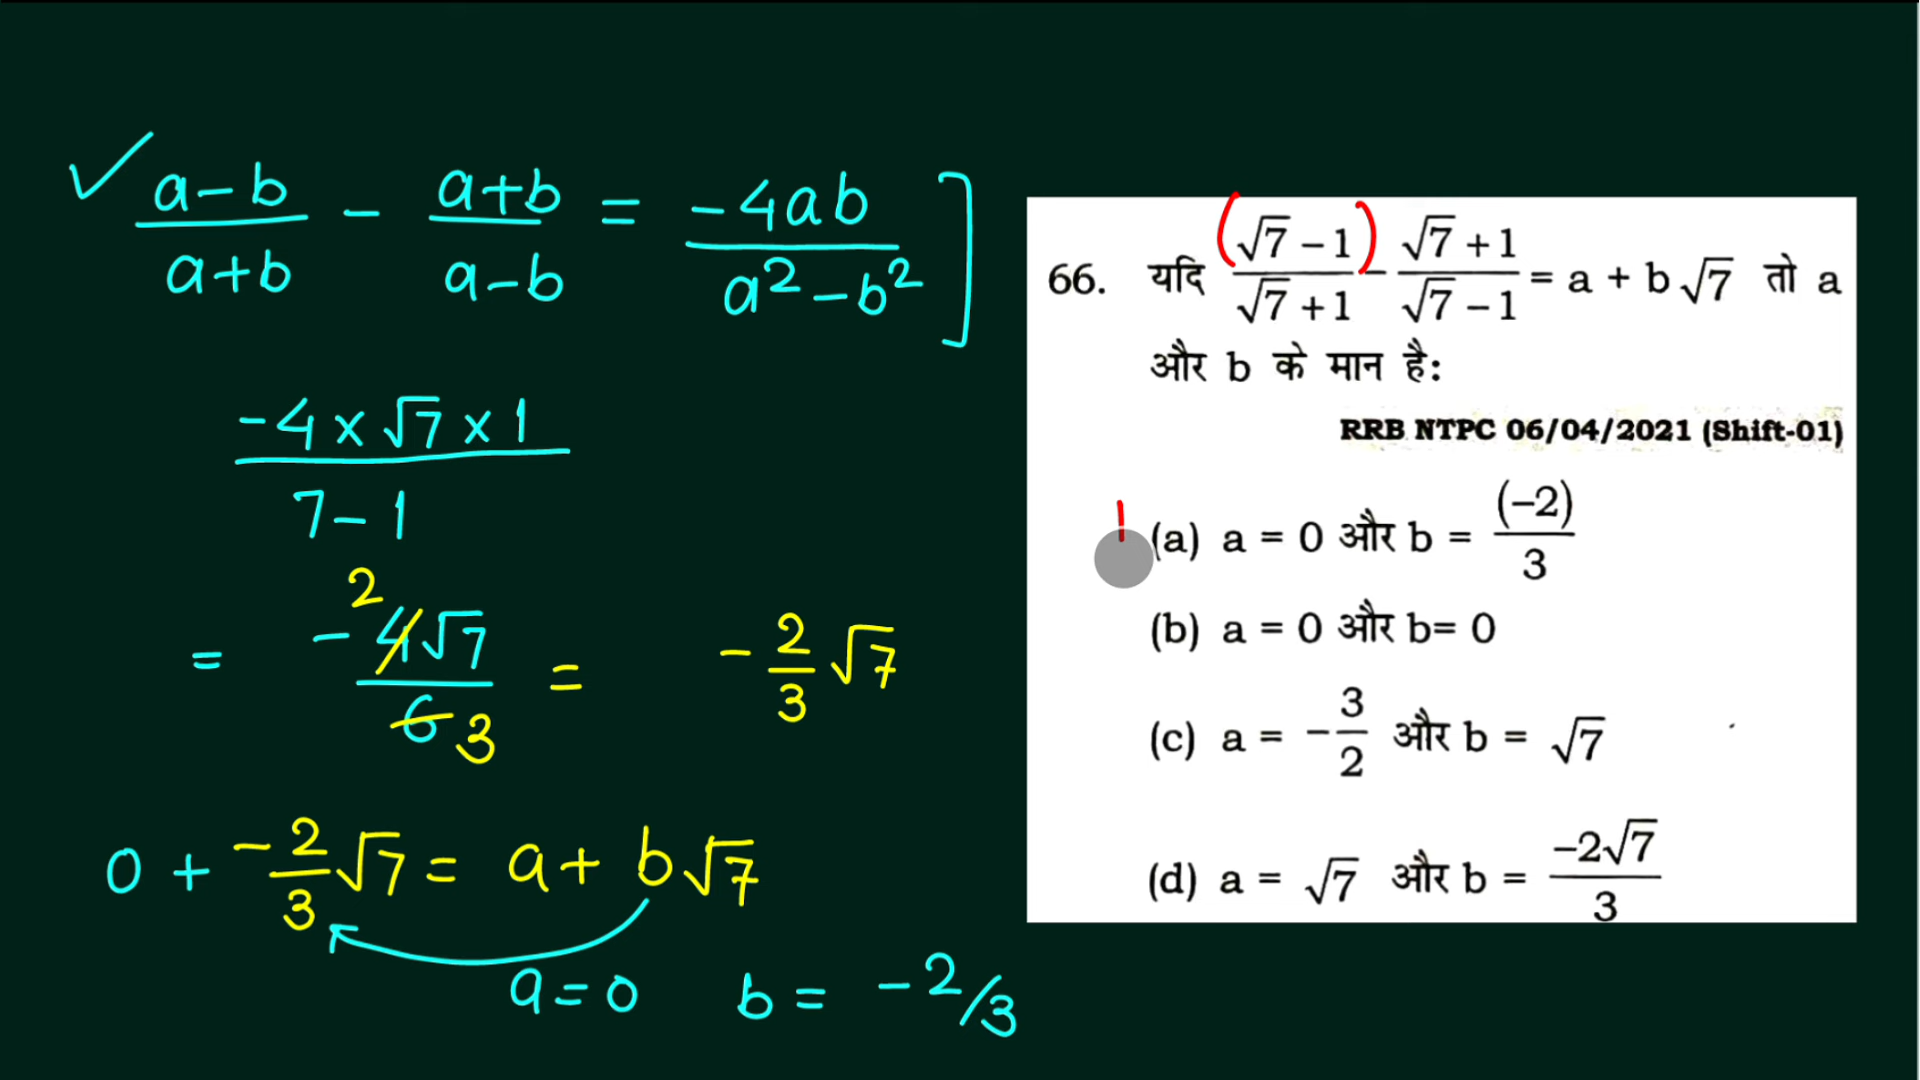 ✓ (a-b)/(a+b) - (a+b)/(a-b) = -4ab/(a²-b²) ]
(-4 × √7 × 1)/(7-1)
= -4√7/6 = -2/3 √7
2
3
0 + -2/3 √7 = a + b√7
a = 0 b = -2/3
66. यदि (√7 - 1)/(√7 + 1) - (√7 + 1)/(√7 - 1) = a + b√7 तो a
और b के मान है:
RRB NTPC 06/04/2021 (Shift-01)
(a) a = 0 और b = (-2)/3
(b) a = 0 और b= 0
(c) a = -3/2 और b = √7
(d) a = √7 और b = -2√7/3